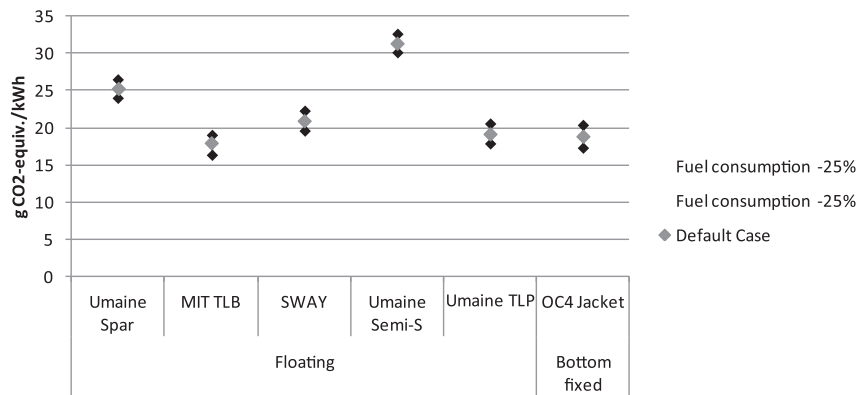 35
30
25
20
15
10
5
0
g CO2-equiv./kWh
Umaine
Spar
MIT TLB
SWAY
Umaine
Semi-S
Umaine TLP
OC4 Jacket
Floating
Bottom
fixed
Fuel consumption -25%
Fuel consumption -25%
Default Case